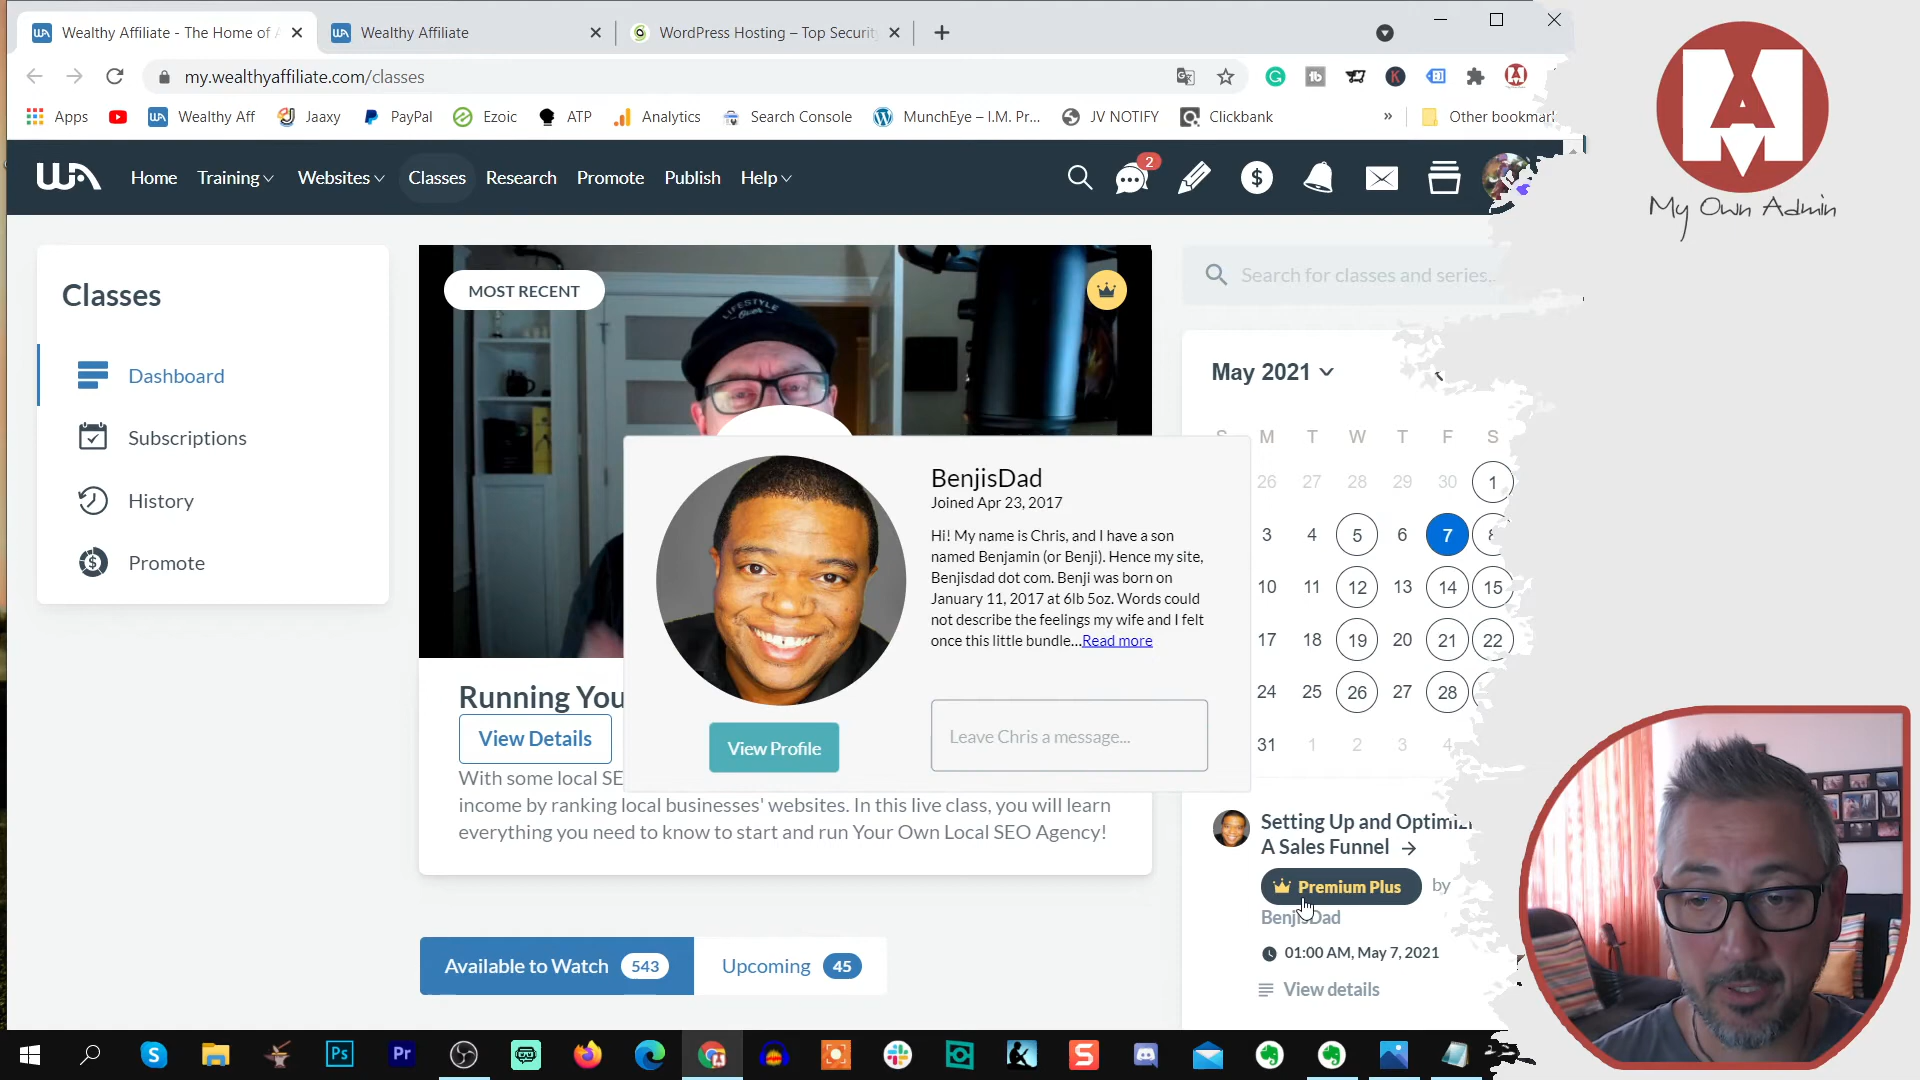 Wealthy Affiliate - The Home of A
Wealthy Affiliate
WordPress Hosting – Top Securit
my.wealthyaffiliate.com/classes
Apps
Wealthy Aff
Jaaxy
PayPal
Ezoic
ATP
Analytics
Search Console
MunchEye – I.M. Pr...
JV NOTIFY
Clickbank
»
Other bookmar
WA
Home
Training
Websites
Classes
Research
Promote
Publish
Help
2
My Own Admin
Classes
Dashboard
Subscriptions
History
Promote
MOST RECENT
LIFESTYLE
Running You
View Details
With some local SE
income by ranking local businesses' websites. In this live class, you will learn
everything you need to know to start and run Your Own Local SEO Agency!
BenjisDad
Joined Apr 23, 2017
Hi! My name is Chris, and I have a son
named Benjamin (or Benji). Hence my site,
Benjisdad dot com. Benji was born on
January 11, 2017 at 6lb 5oz. Words could
not describe the feelings my wife and I felt
once this little bundle...Read more
View Profile
Leave Chris a message...
Available to Watch 543
Upcoming 45
Search for classes and series..
May 2021
S M T W T F S
26 27 28 29 30 1
3 4 5 6 7 8
10 11 12 13 14 15
17 18 19 20 21 22
24 25 26 27 28
31 1 2 3 4
Setting Up and Optimizi
A Sales Funnel →
Premium Plus by
BenjisDad
01:00 AM, May 7, 2021
View details
Ps
Pr